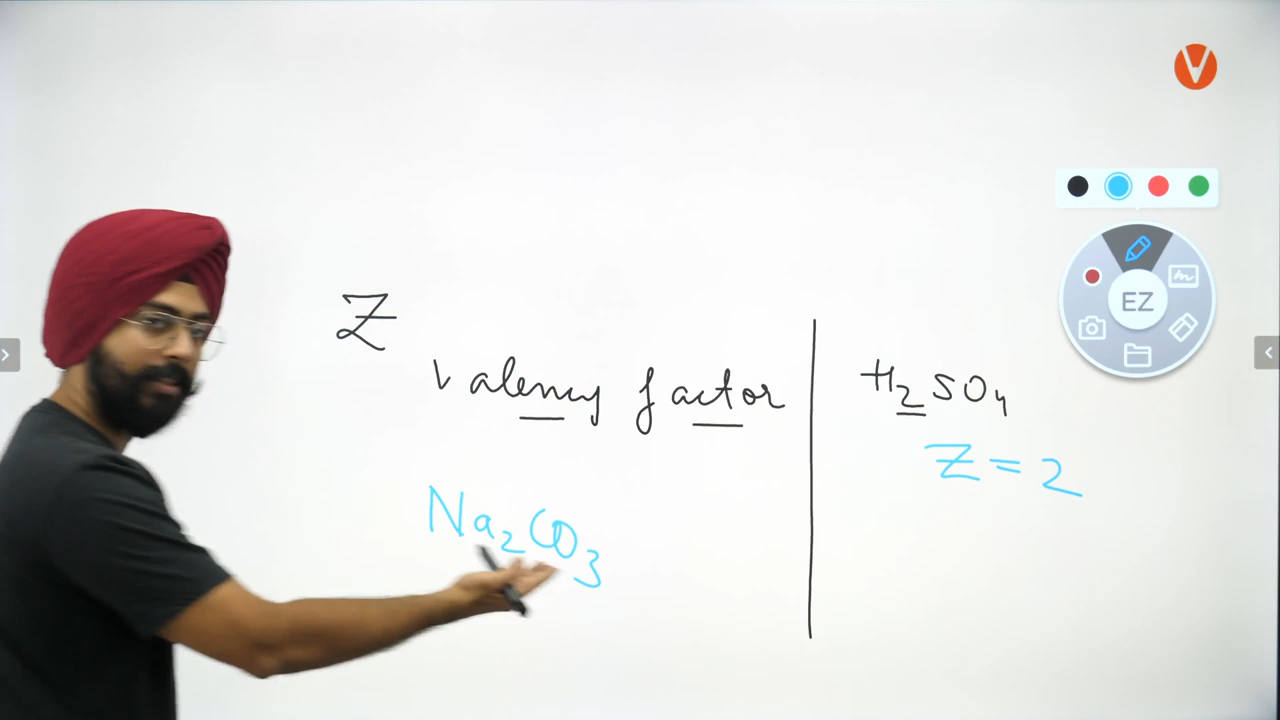 Z
Valency factor
Na₂CO₃
H₂SO₄
Z = 2
EZ